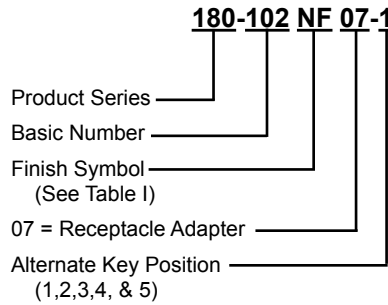 180-102 NF 07-1
Product Series
Basic Number
Finish Symbol
(See Table I)
07 = Receptacle Adapter
Alternate Key Position
(1,2,3,4, & 5)